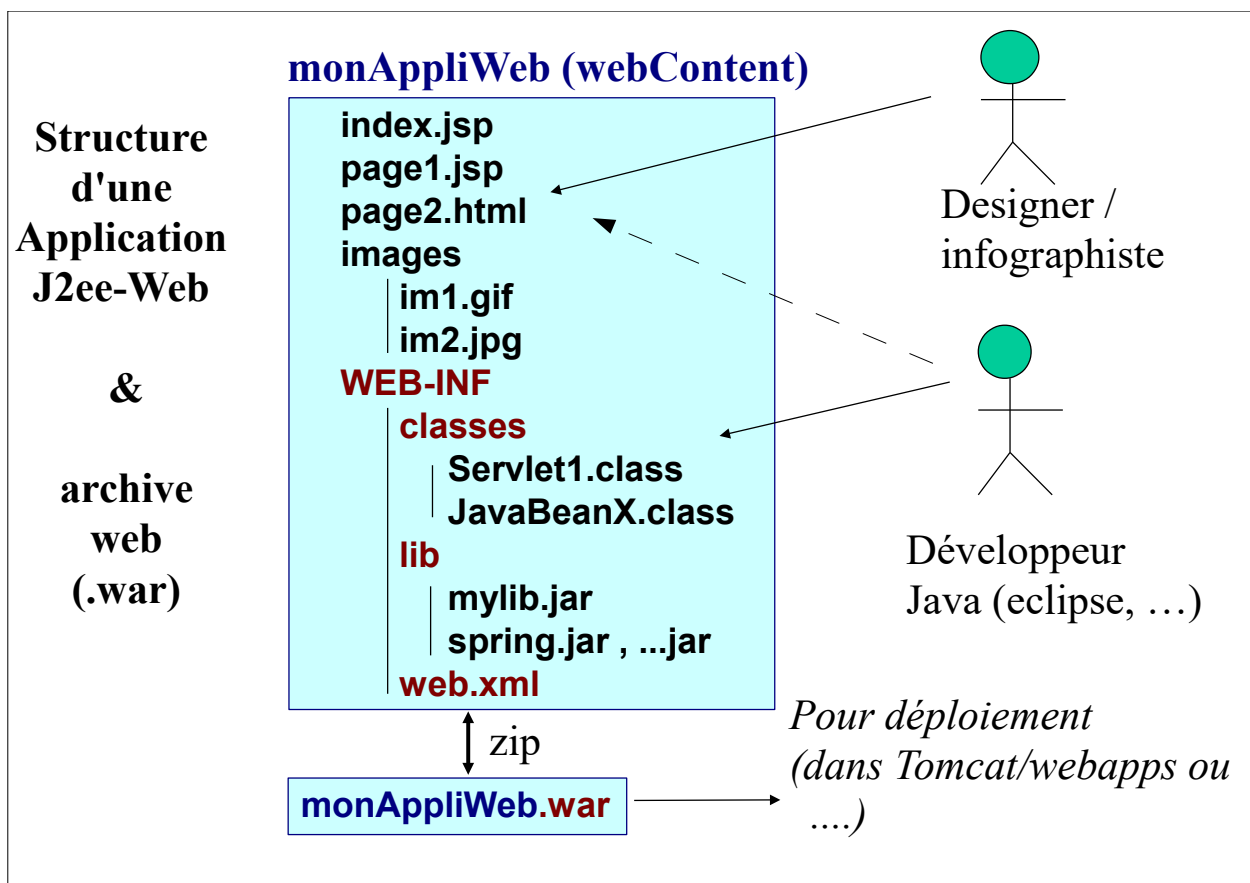 Structure
d'une
Application
J2ee-Web
&
archive
web
(.war)
monAppliWeb (webContent)
index.jsp
page1.jsp
page2.html
images
im1.gif
im2.jpg
WEB-INF
classes
Servlet1.class
JavaBeanX.class
lib
mylib.jar
spring.jar , ...jar
web.xml
zip
monAppliWeb.war
Designer /
infographiste
Développeur
Java (eclipse, …)
Pour déploiement
(dans Tomcat/webapps ou
....)